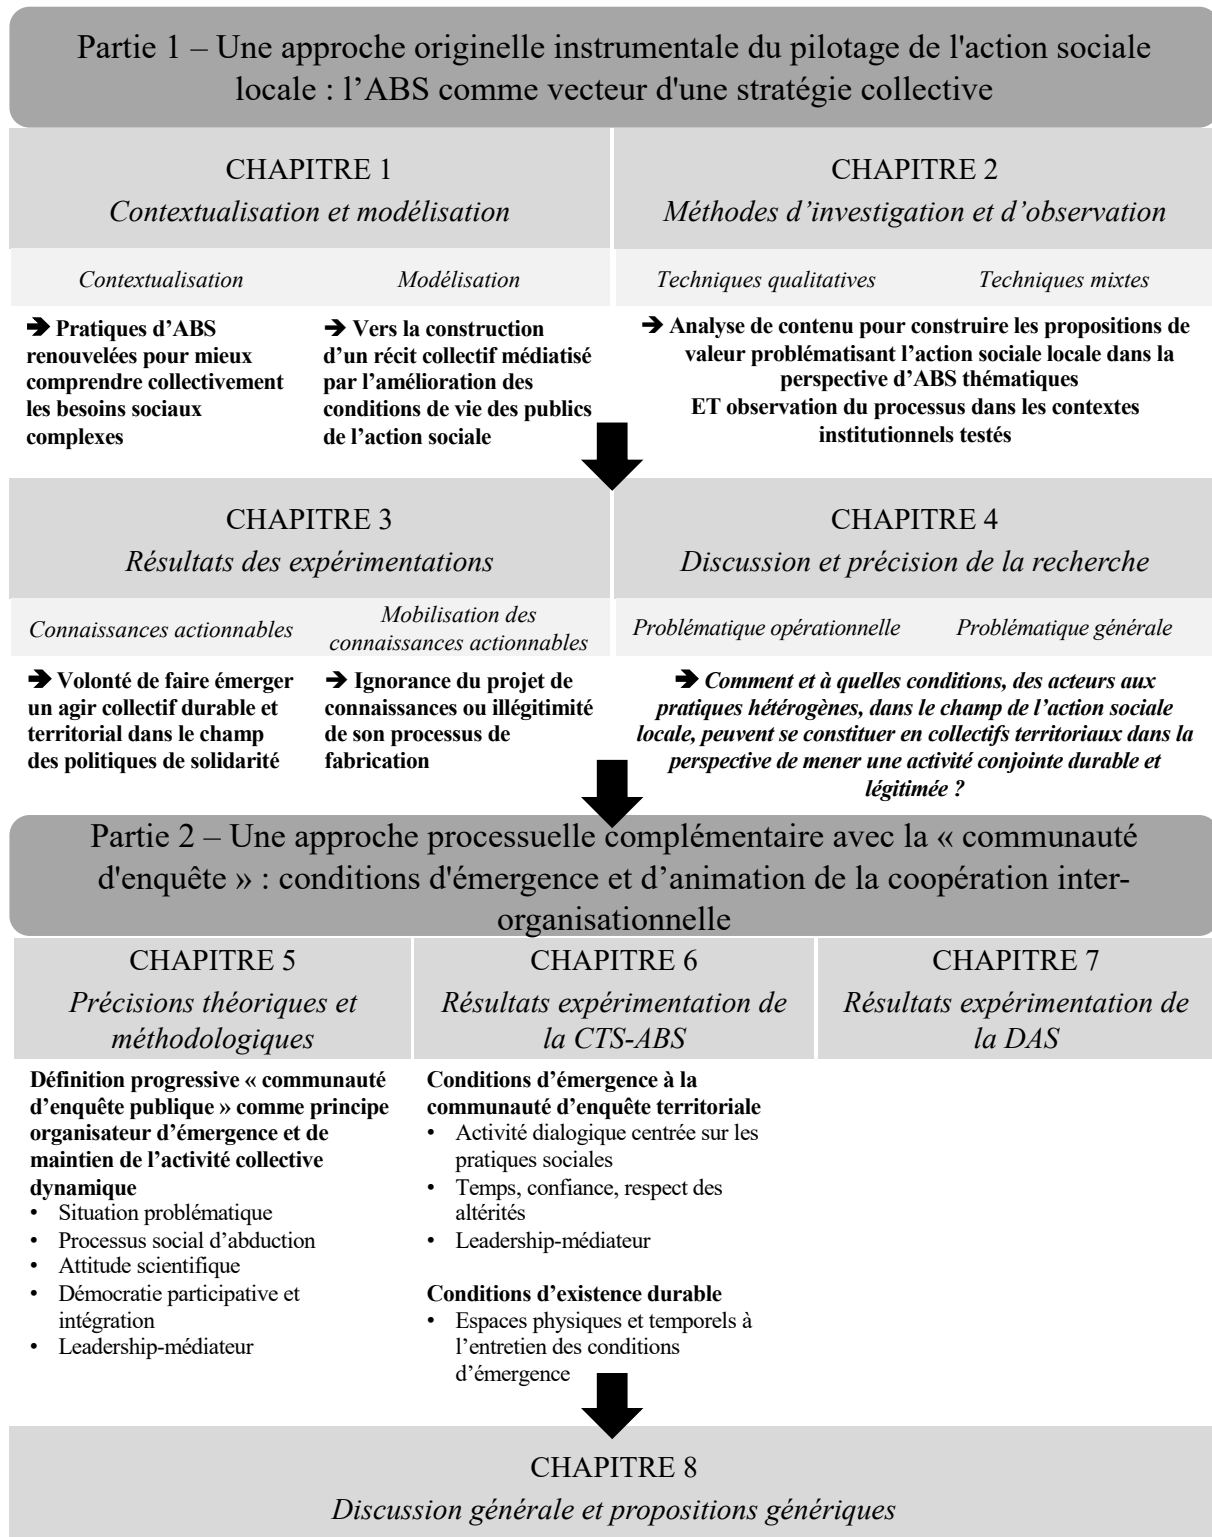 Partie 1 – Une approche originelle instrumentale du pilotage de l'action sociale
locale : l’ABS comme vecteur d'une stratégie collective
CHAPITRE 1
Contextualisation et modélisation
CHAPITRE 2
Méthodes d’investigation et d’observation
Contextualisation
Modélisation
Techniques qualitatives
Techniques mixtes
➔ Pratiques d’ABS
renouvelées pour mieux
comprendre collectivement
les besoins sociaux
complexes
➔ Vers la construction
d’un récit collectif médiatisé
par l’amélioration des
conditions de vie des publics
de l’action sociale
➔ Analyse de contenu pour construire les propositions de
valeur problématisant l’action sociale locale dans la
perspective d’ABS thématiques
ET observation du processus dans les contextes
institutionnels testés
CHAPITRE 3
Résultats des expérimentations
CHAPITRE 4
Discussion et précision de la recherche
Connaissances actionnables
Mobilisation des
connaissances actionnables
Problématique opérationnelle
Problématique générale
➔ Volonté de faire émerger
un agir collectif durable et
territorial dans le champ
des politiques de solidarité
➔ Ignorance du projet de
connaissances ou illégitimité
de son processus de
fabrication
➔ Comment et à quelles conditions, des acteurs aux
pratiques hétérogènes, dans le champ de l’action sociale
locale, peuvent se constituer en collectifs territoriaux dans la
perspective de mener une activité conjointe durable et
légitimée ?
Partie 2 – Une approche processuelle complémentaire avec la « communauté
d'enquête » : conditions d'émergence et d’animation de la coopération inter-
organisationnelle
CHAPITRE 5
Précisions théoriques et
méthodologiques
CHAPITRE 6
Résultats expérimentation de
la CTS-ABS
CHAPITRE 7
Résultats expérimentation de
la DAS
Définition progressive « communauté
d’enquête publique » comme principe
organisateur d’émergence et de
maintien de l’activité collective
dynamique
• Situation problématique
• Processus social d’abduction
• Attitude scientifique
• Démocratie participative et
intégration
• Leadership-médiateur
Conditions d’émergence à la
communauté d’enquête territoriale
• Activité dialogique centrée sur les
pratiques sociales
• Temps, confiance, respect des
altérités
• Leadership-médiateur
Conditions d’existence durable
• Espaces physiques et temporels à
l’entretien des conditions
d’émergence
CHAPITRE 8
Discussion générale et propositions génériques